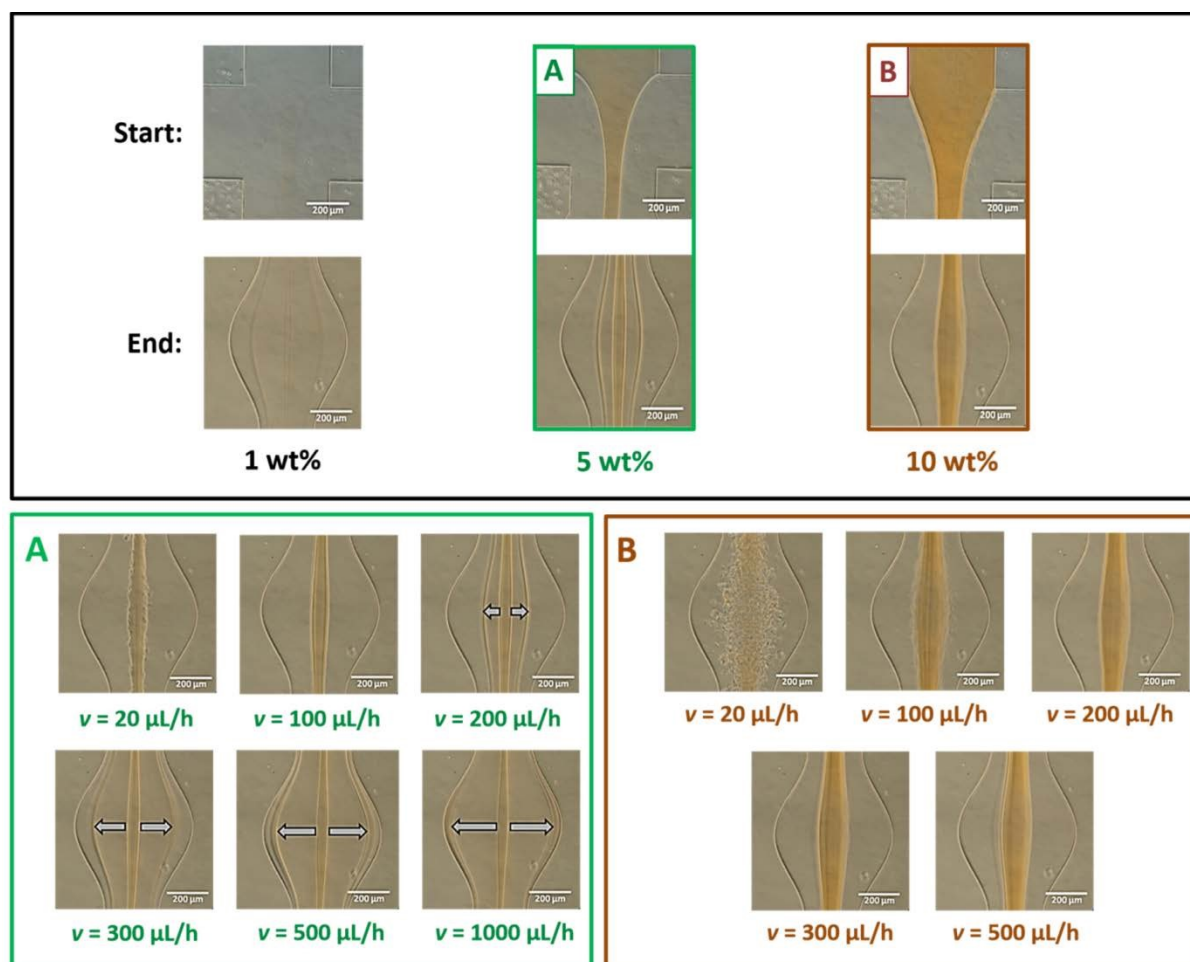 A
B
Start:
200 µm
200 µm
200 µm
End:
200 µm
200 µm
200 µm
1 wt%
5 wt%
10 wt%
A
200 µm
200 µm
200 µm
v = 20 µL/h
v = 100 µL/h
v = 200 µL/h
200 µm
200 µm
200 µm
v = 300 µL/h
v = 500 µL/h
v = 1000 µL/h
B
200 µm
200 µm
200 µm
v = 20 µL/h
v = 100 µL/h
v = 200 µL/h
200 µm
200 µm
v = 300 µL/h
v = 500 µL/h